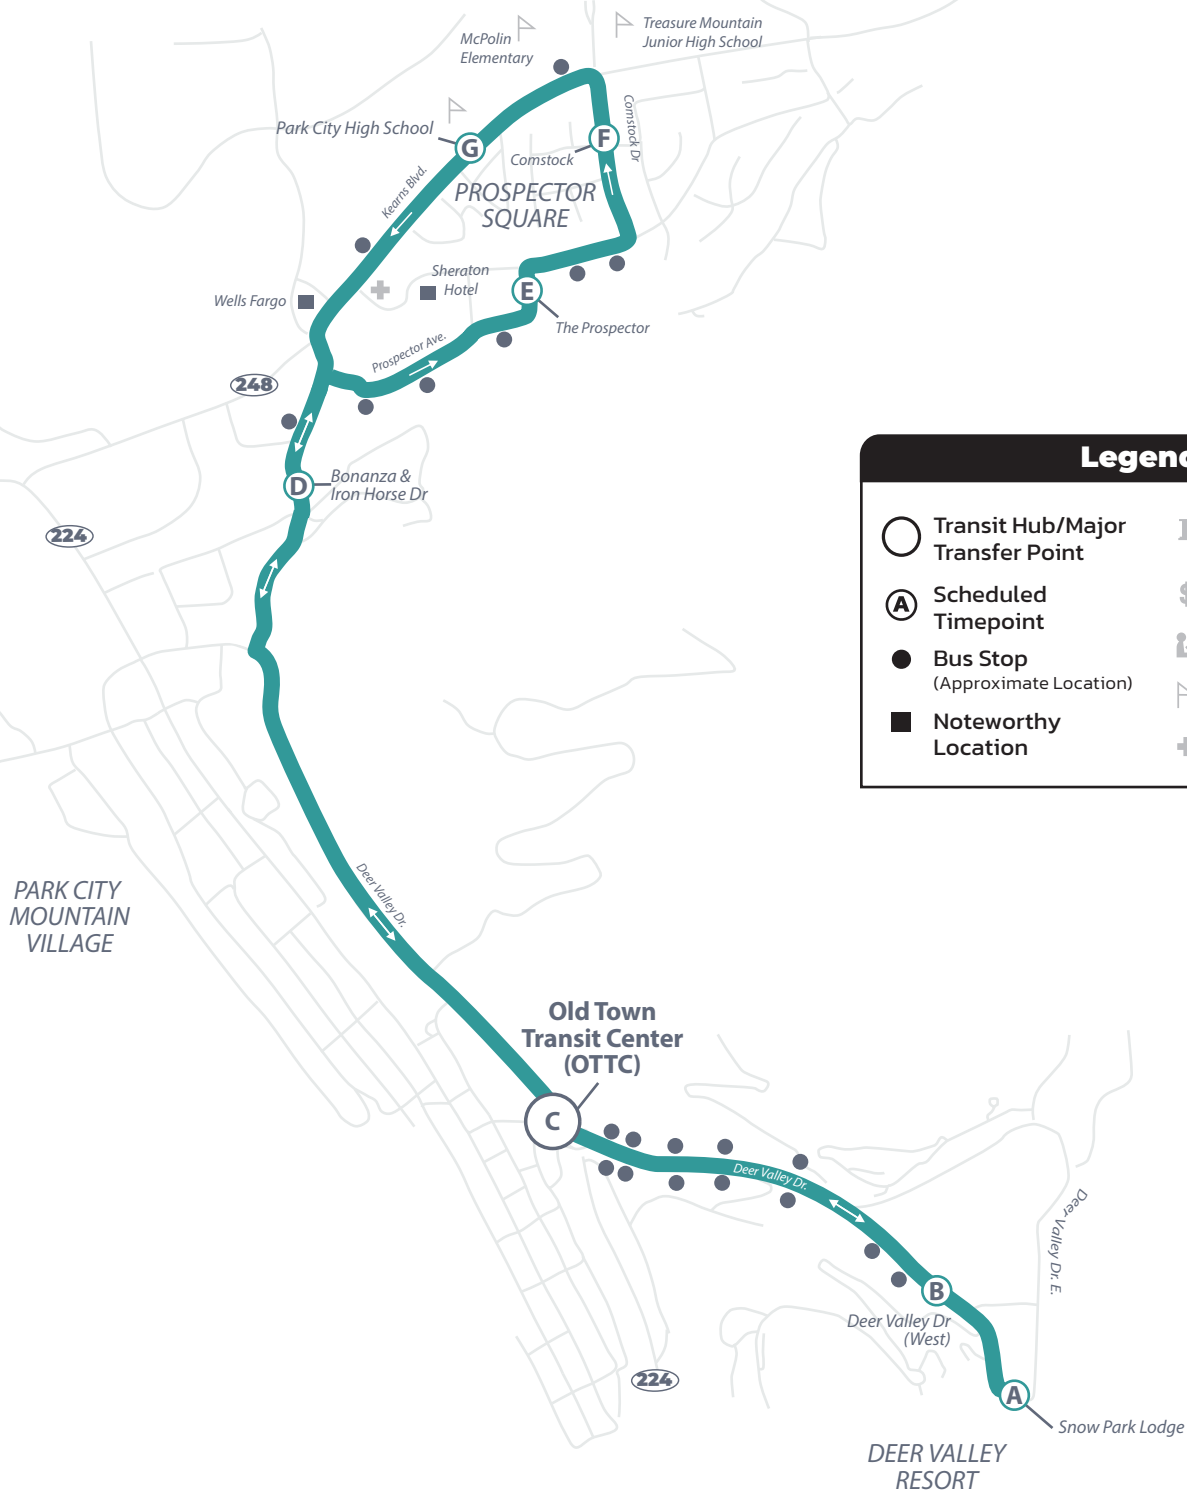 McPolin
Elementary
Treasure Mountain
Junior High School
Park City High School
G
F
Comstock
Comstock Dr
Kearns Blvd.
PROSPECTOR
SQUARE
Sheraton
Hotel
Wells Fargo
E
The Prospector
Prospector Ave.
248
D
Bonanza &
Iron Horse Dr
224
Legend
Transit Hub/Major
Transfer Point
A
Scheduled
Timepoint
Bus Stop
(Approximate Location)
Noteworthy
Location
PARK CITY
MOUNTAIN
VILLAGE
Deer Valley Dr.
Old Town
Transit Center
(OTTC)
C
Deer Valley Dr.
Deer Valley Dr. E.
B
Deer Valley Dr
(West)
224
A
Snow Park Lodge
DEER VALLEY
RESORT